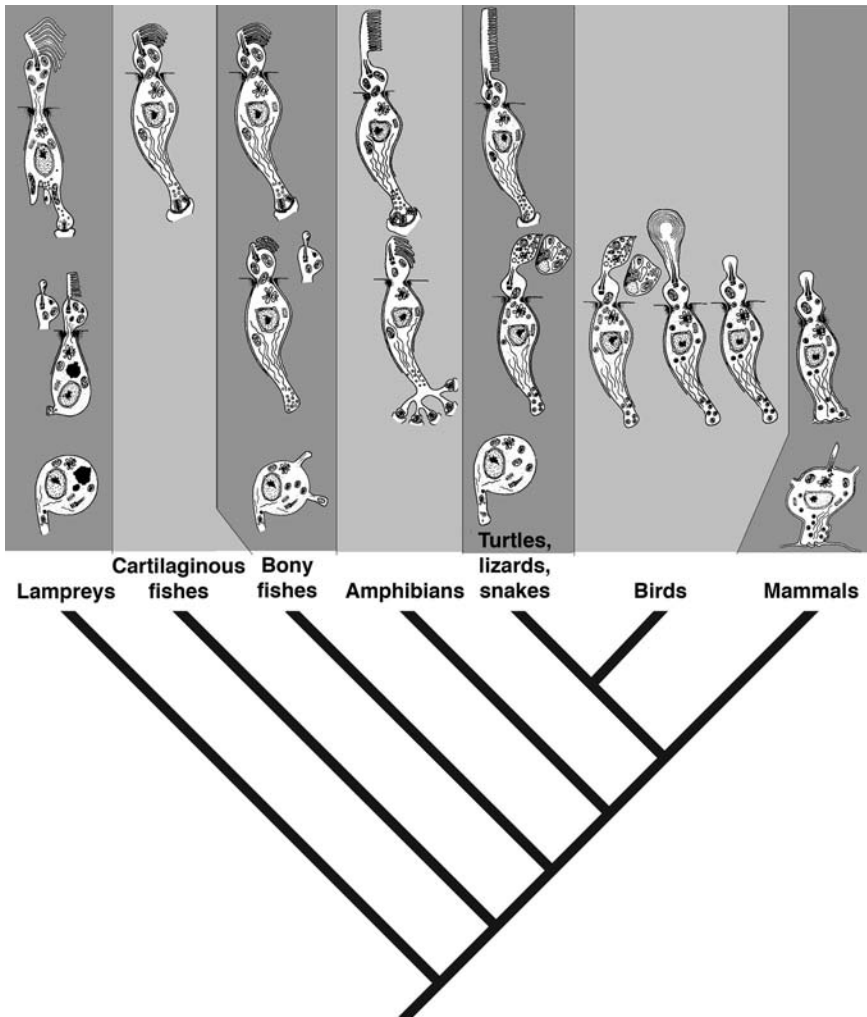 Lampreys
Cartilaginous
fishes
Bony
fishes
Amphibians
Turtles,
lizards,
snakes
Birds
Mammals